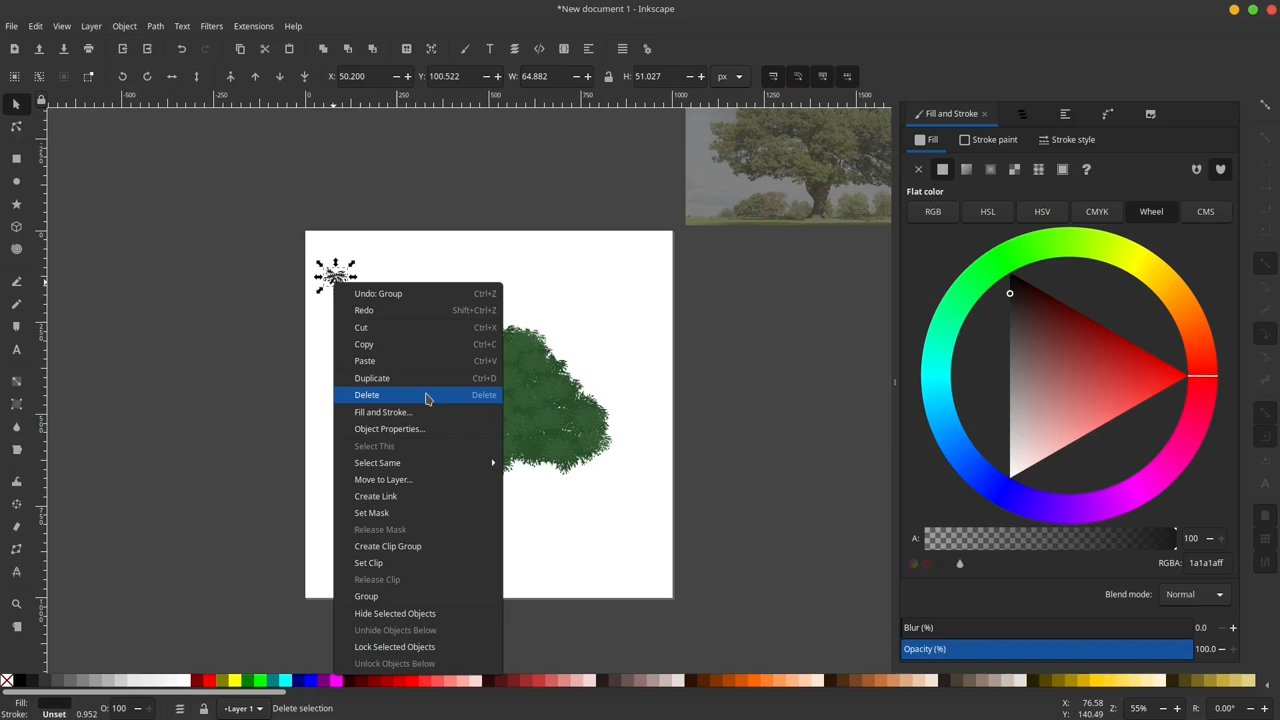 *New document 1 - Inkscape
File Edit View Layer Object Path Text Filters Extensions Help
X: 50.200 Y: 100.522 W: 64.882 H: 51.027 px
-500 -250 0 250 500 750 1000 1250 1500
Fill and Stroke
Fill Stroke paint Stroke style
Flat color
RGB HSL HSV CMYK Wheel CMS
Undo: Group Ctrl+Z
Redo Shift+Ctrl+Z
Cut Ctrl+X
Copy Ctrl+C
Paste Ctrl+V
Duplicate Ctrl+D
Delete Delete
Fill and Stroke...
Object Properties...
Select This
Select Same
Move to Layer...
Create Link
Set Mask
Release Mask
Create Clip Group
Set Clip
Release Clip
Group
Hide Selected Objects
Unhide Objects Below
Lock Selected Objects
Unlock Objects Below
A: 100
RGBA: 1a1a1aff
Blend mode: Normal
Blur (%) 0.0
Opacity (%) 100.0
Fill:
Stroke: Unset 0.952
O: 100
•Layer 1
Delete selection
X: 76.58
Y: 140.49
Z: 55%
R: 0.00°